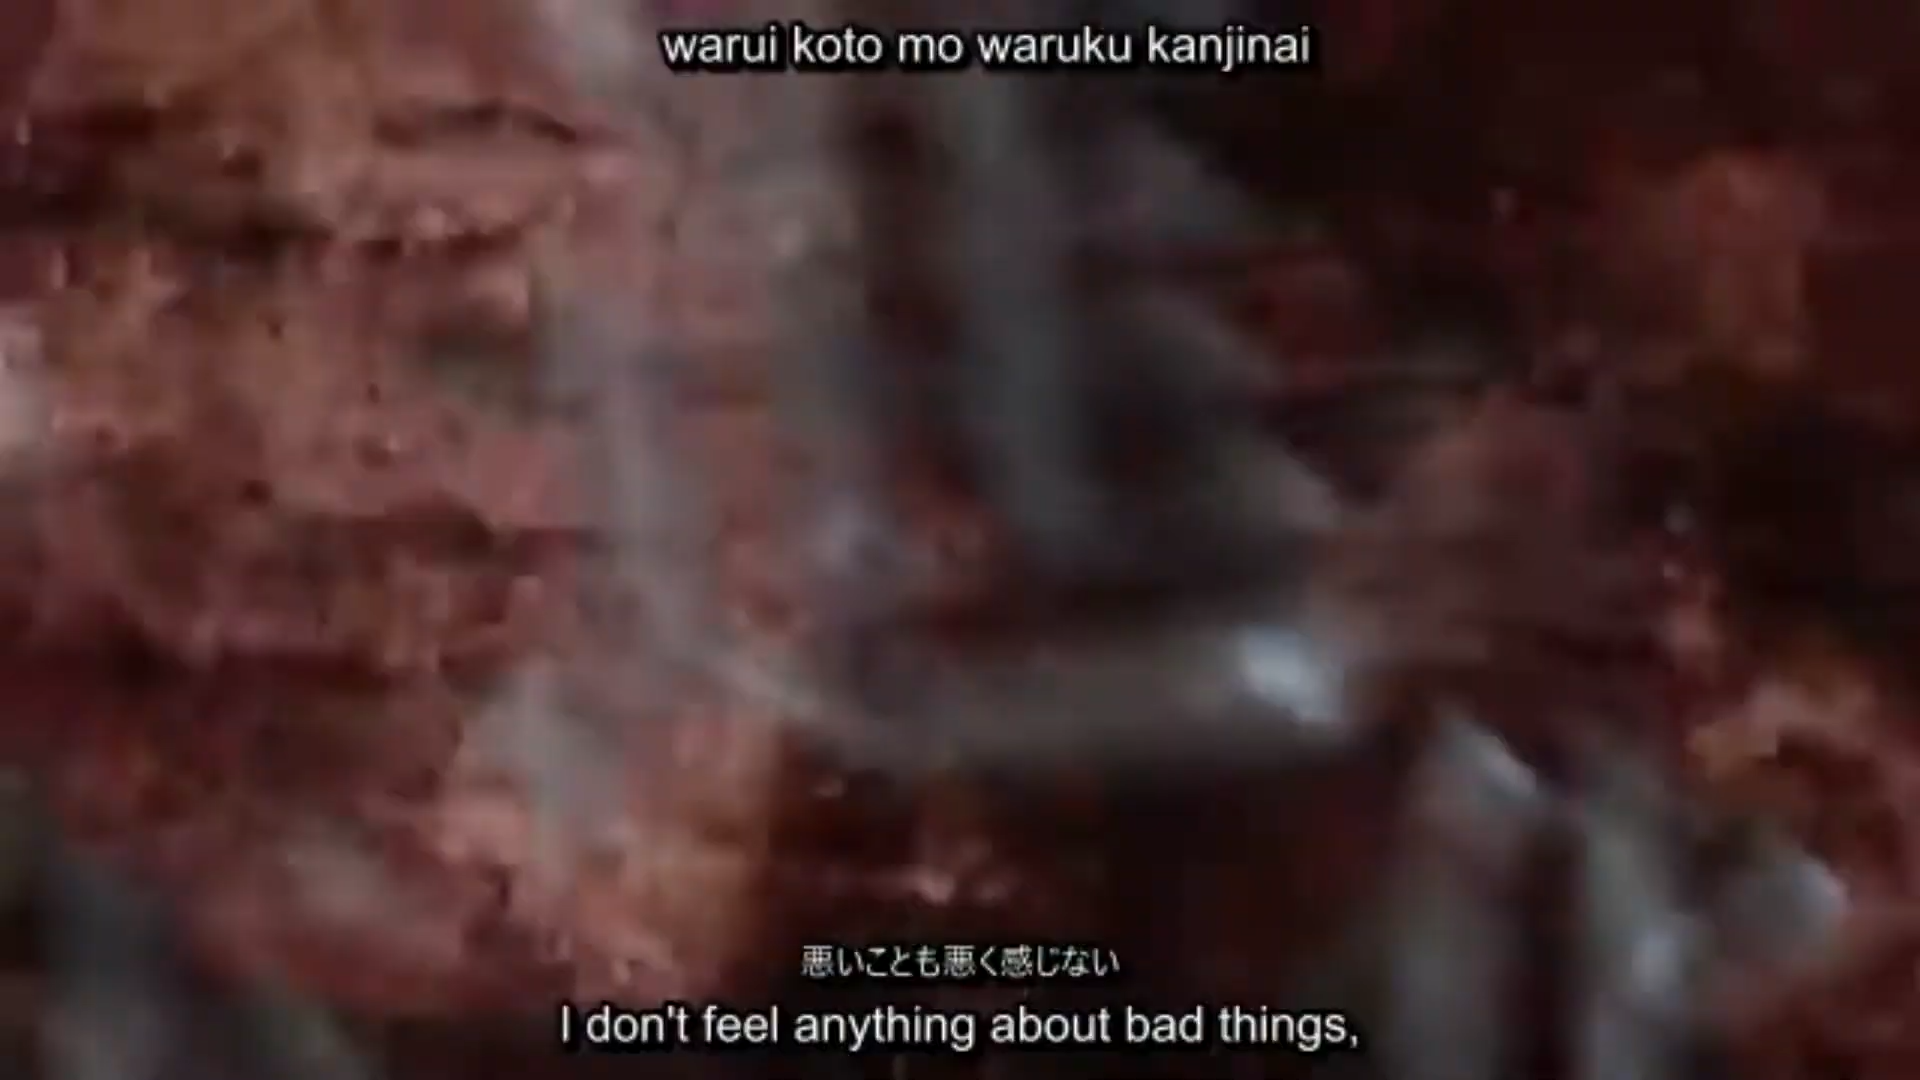 warui koto mo waruku kanjinai
悪いことも悪く感じない
I don't feel anything about bad things,